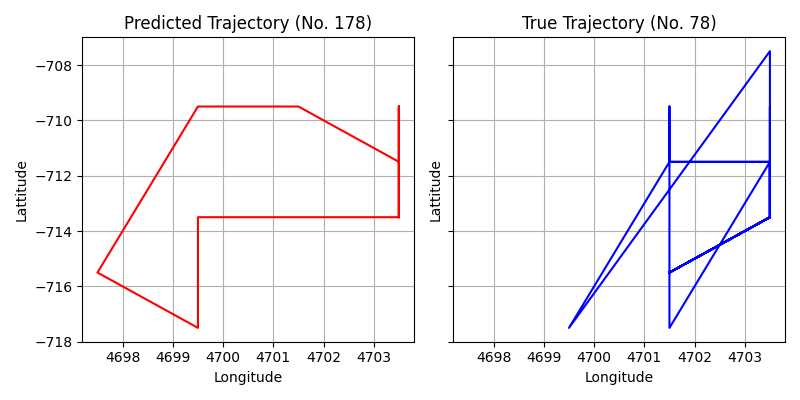 Predicted Trajectory (No. 178)
Lattitude
−708
−710
−712
−714
−716
−718
4698 4699 4700 4701 4702 4703
Longitude
True Trajectory (No. 78)
Lattitude
4698 4699 4700 4701 4702 4703
Longitude